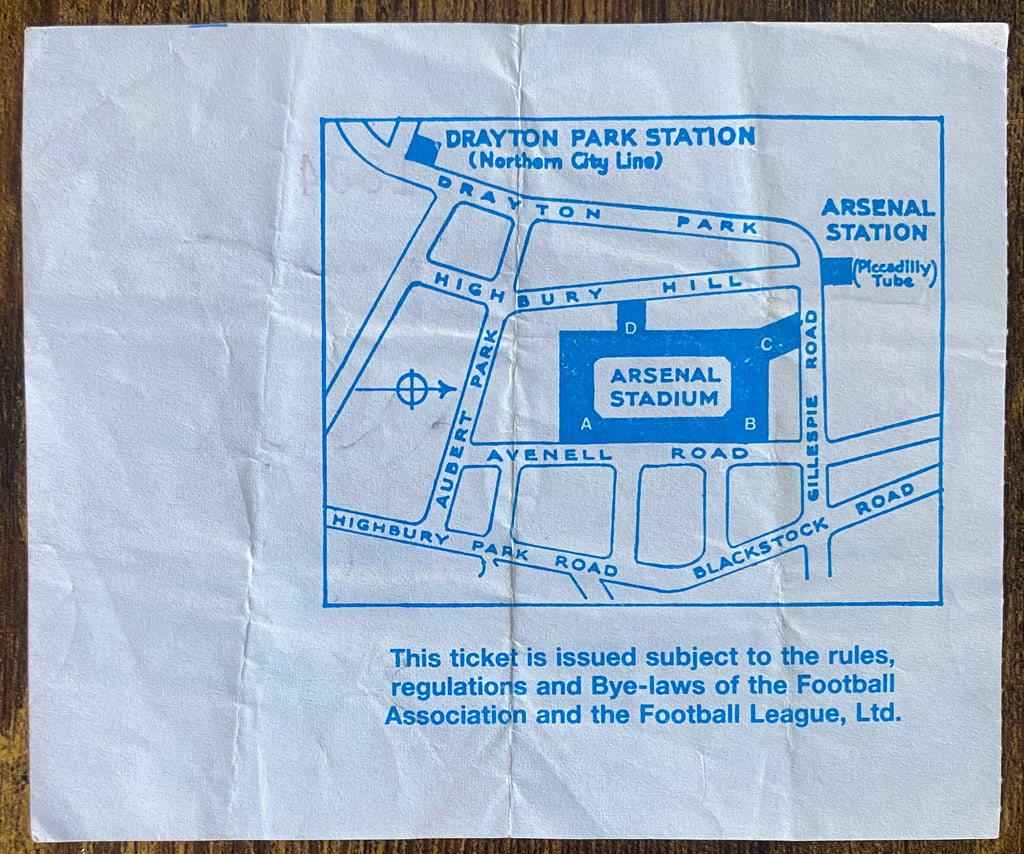 DRAYTON PARK STATION
(Northern City Line)
ARSENAL
STATION
(Piccadilly)
Tube
DRAYTON PARK
HIGHBURY HILL
D
C
ARSENAL
STADIUM
A
B
AUBERT PARK
GILLESPIE ROAD
AVENELL ROAD
HIGHBURY PARK ROAD
BLACKSTOCK ROAD
This ticket is issued subject to the rules,
regulations and Bye-laws of the Football
Association and the Football League, Ltd.